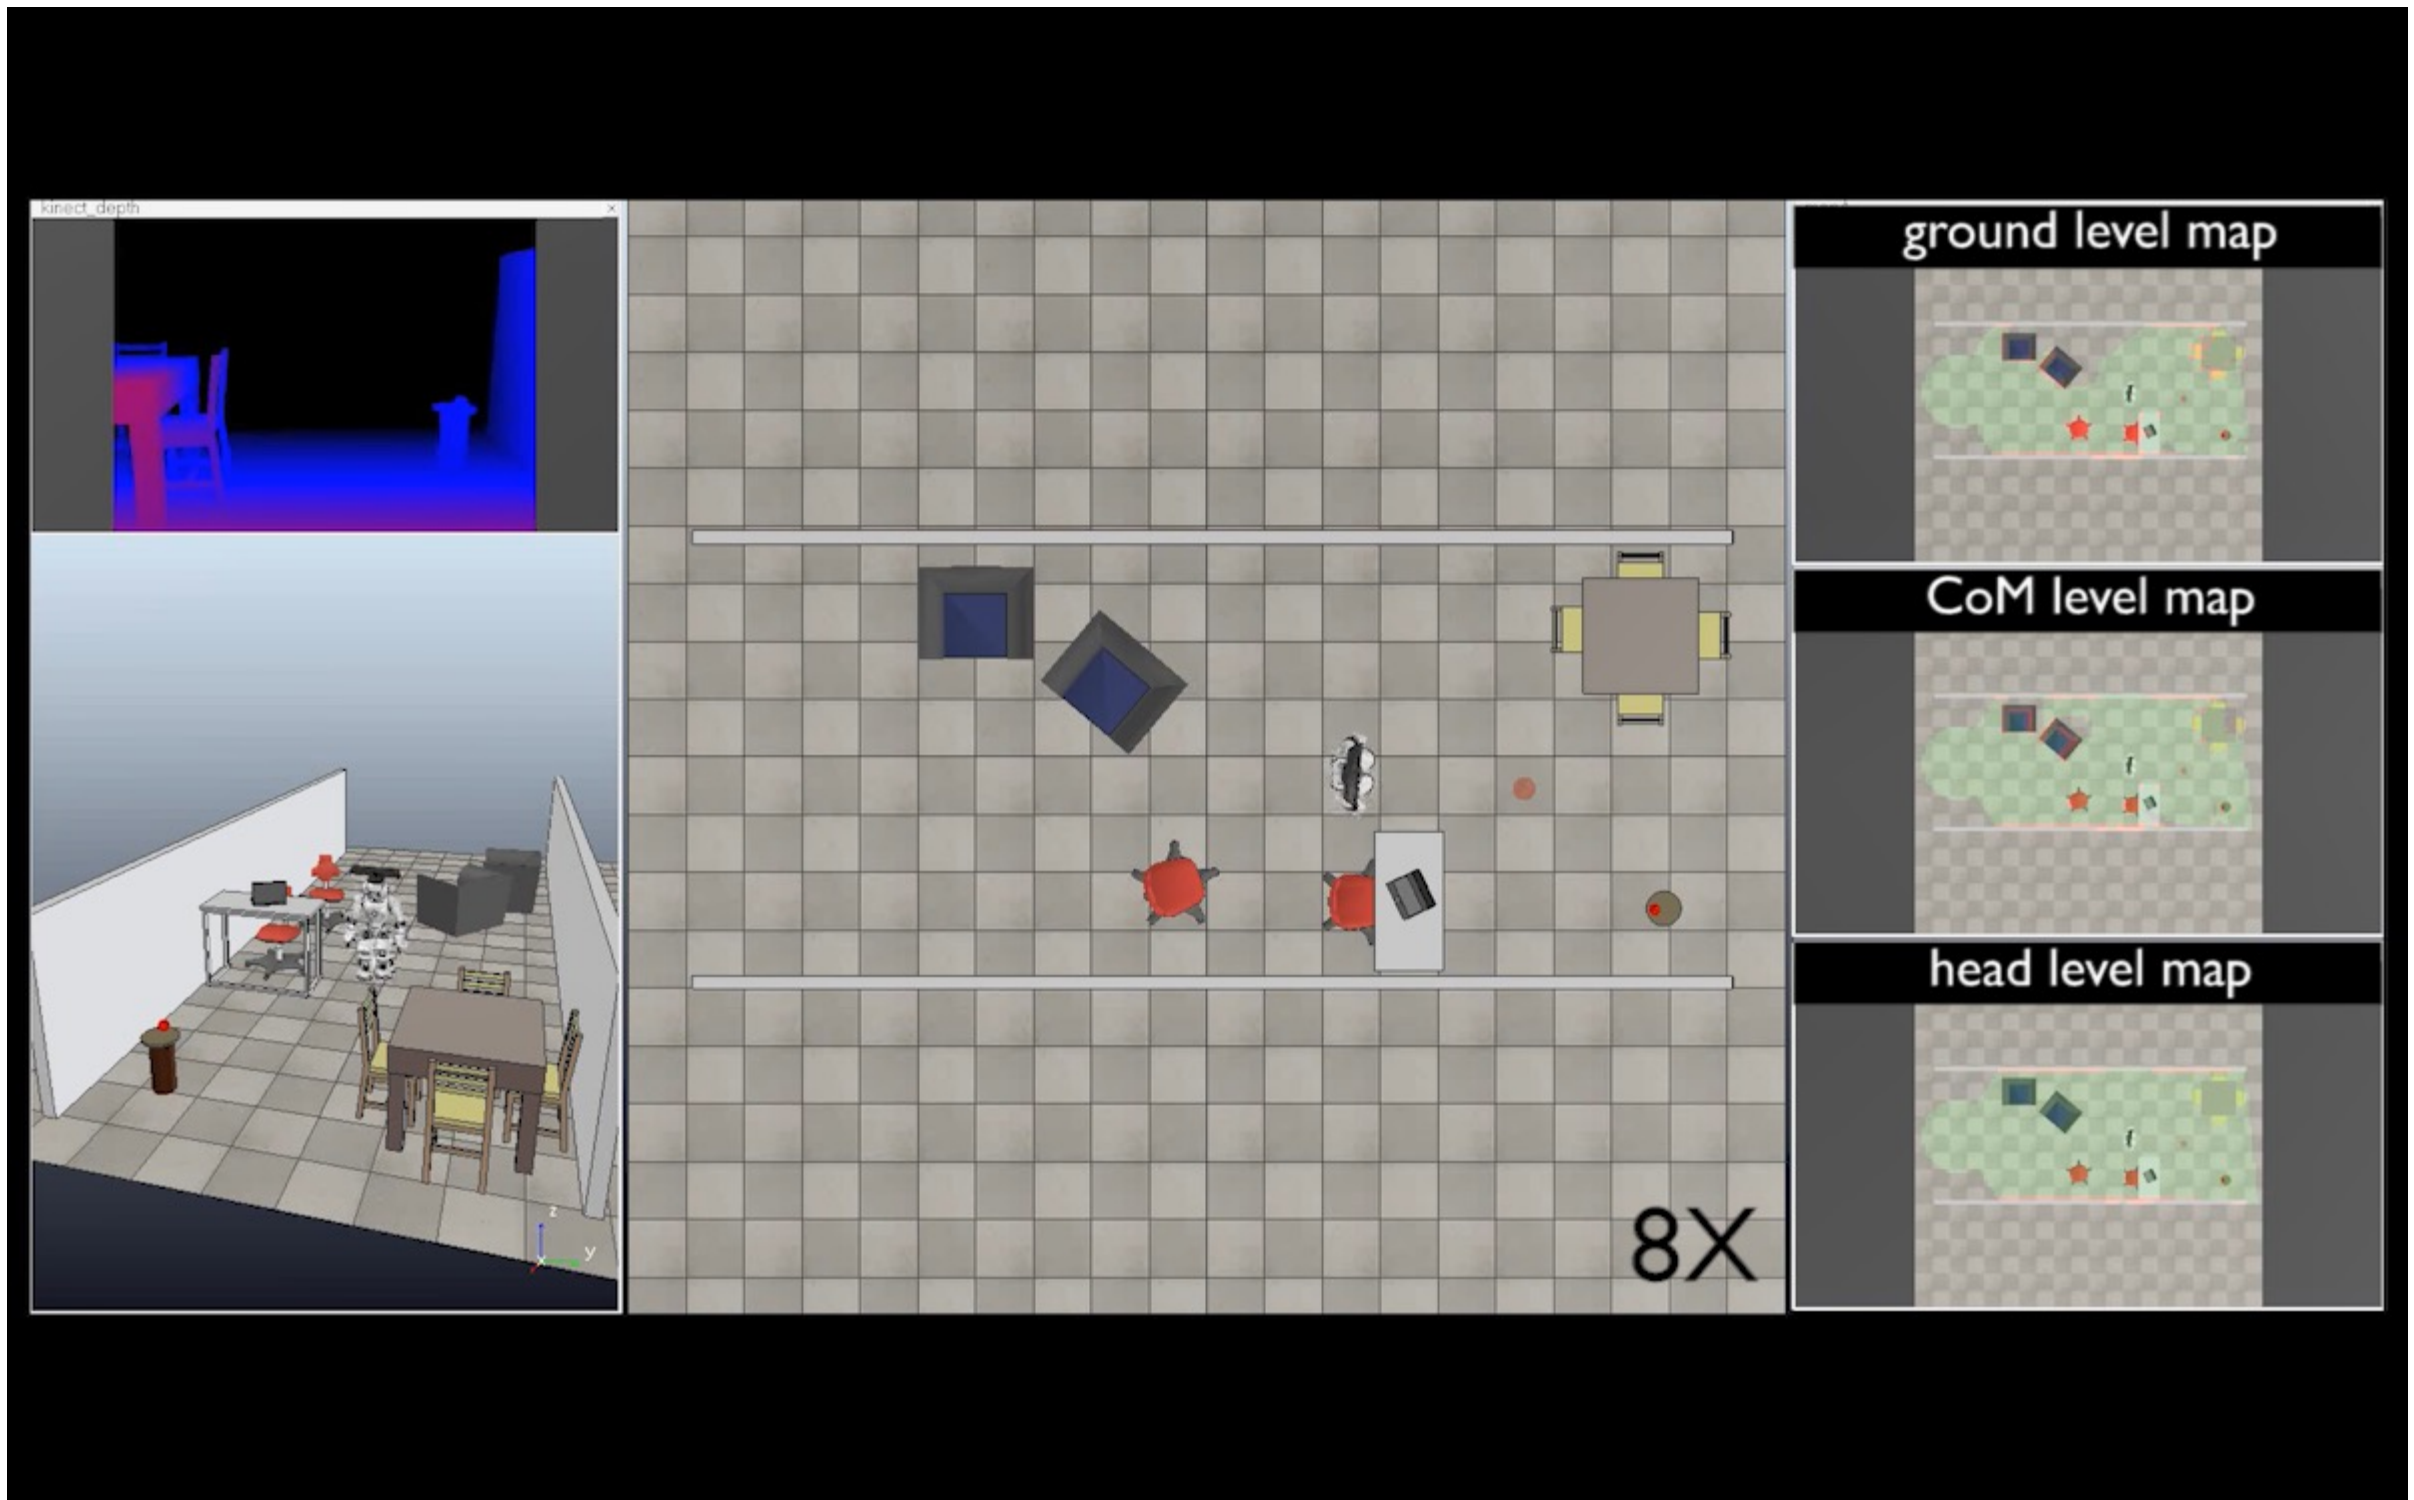 kinect_depth
ground level map
CoM level map
head level map
8X
z
y
x